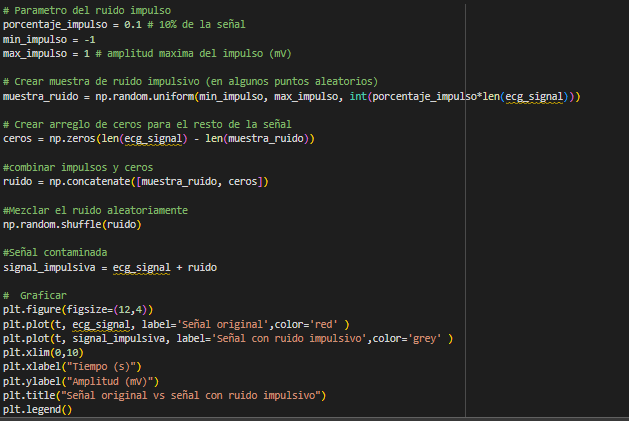 # Parametro del ruido impulso
porcentaje_impulso = 0.1 # 10% de la señal
min_impulso = -1
max_impulso = 1 # amplitud maxima del impulso (mV)
# Crear muestra de ruido impulsivo (en algunos puntos aleatorios)
muestra_ruido = np.random.uniform(min_impulso, max_impulso, int(porcentaje_impulso*len(ecg_signal)))
# Crear arreglo de ceros para el resto de la señal
ceros = np.zeros(len(ecg_signal) - len(muestra_ruido))
#combinar impulsos y ceros
ruido = np.concatenate([muestra_ruido, ceros])
#Mezclar el ruido aleatoriamente
np.random.shuffle(ruido)
#Señal contaminada
signal_impulsiva = ecg_signal + ruido
#  Graficar
plt.figure(figsize=(12,4))
plt.plot(t, ecg_signal, label='Señal original',color='red' )
plt.plot(t, signal_impulsiva, label='Señal con ruido impulsivo',color='grey' )
plt.xlim(0,10)
plt.xlabel("Tiempo (s)")
plt.ylabel("Amplitud (mV)")
plt.title("Señal original vs señal con ruido impulsivo")
plt.legend()